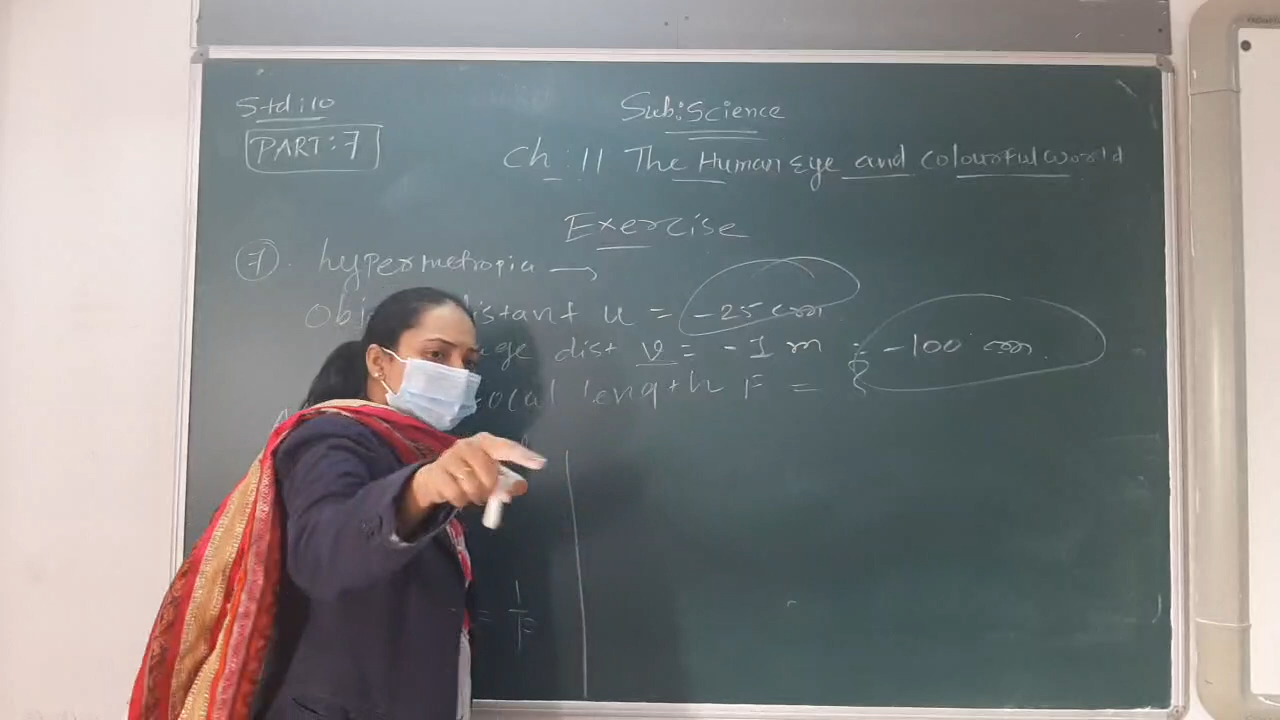 Std:10
Sub:Science
PART:7
Ch:11 The Human Eye and Colourful World
Exercise
7. hypermetropia →
distant u = -25 cm
dist v = -1 m = -100 cm
length F =
= 1/F